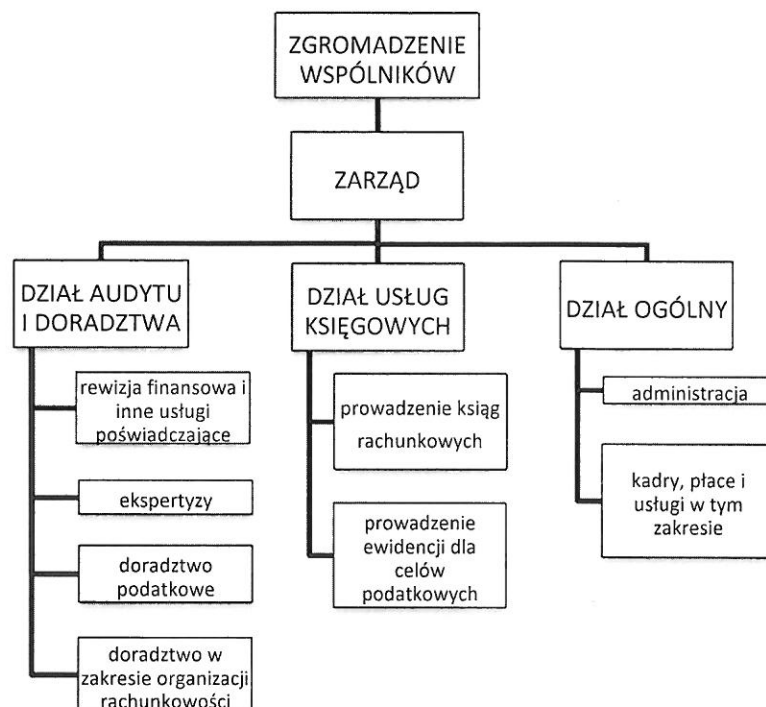 ZGROMADZENIE
WSPÓLNIKÓW
ZARZĄD
DZIAŁ AUDYTU
I DORADZTWA
rewizja finansowa i
inne usługi
poświadczające
ekspertyzy
doradztwo
podatkowe
doradztwo w
zakresie organizacji
rachunkowości
DZIAŁ USŁUG
KSIĘGOWYCH
prowadzenie ksiąg
rachunkowych
prowadzenie
ewidencji dla
celów
podatkowych
DZIAŁ OGÓLNY
administracja
kadry, płace i
usługi w tym
zakresie